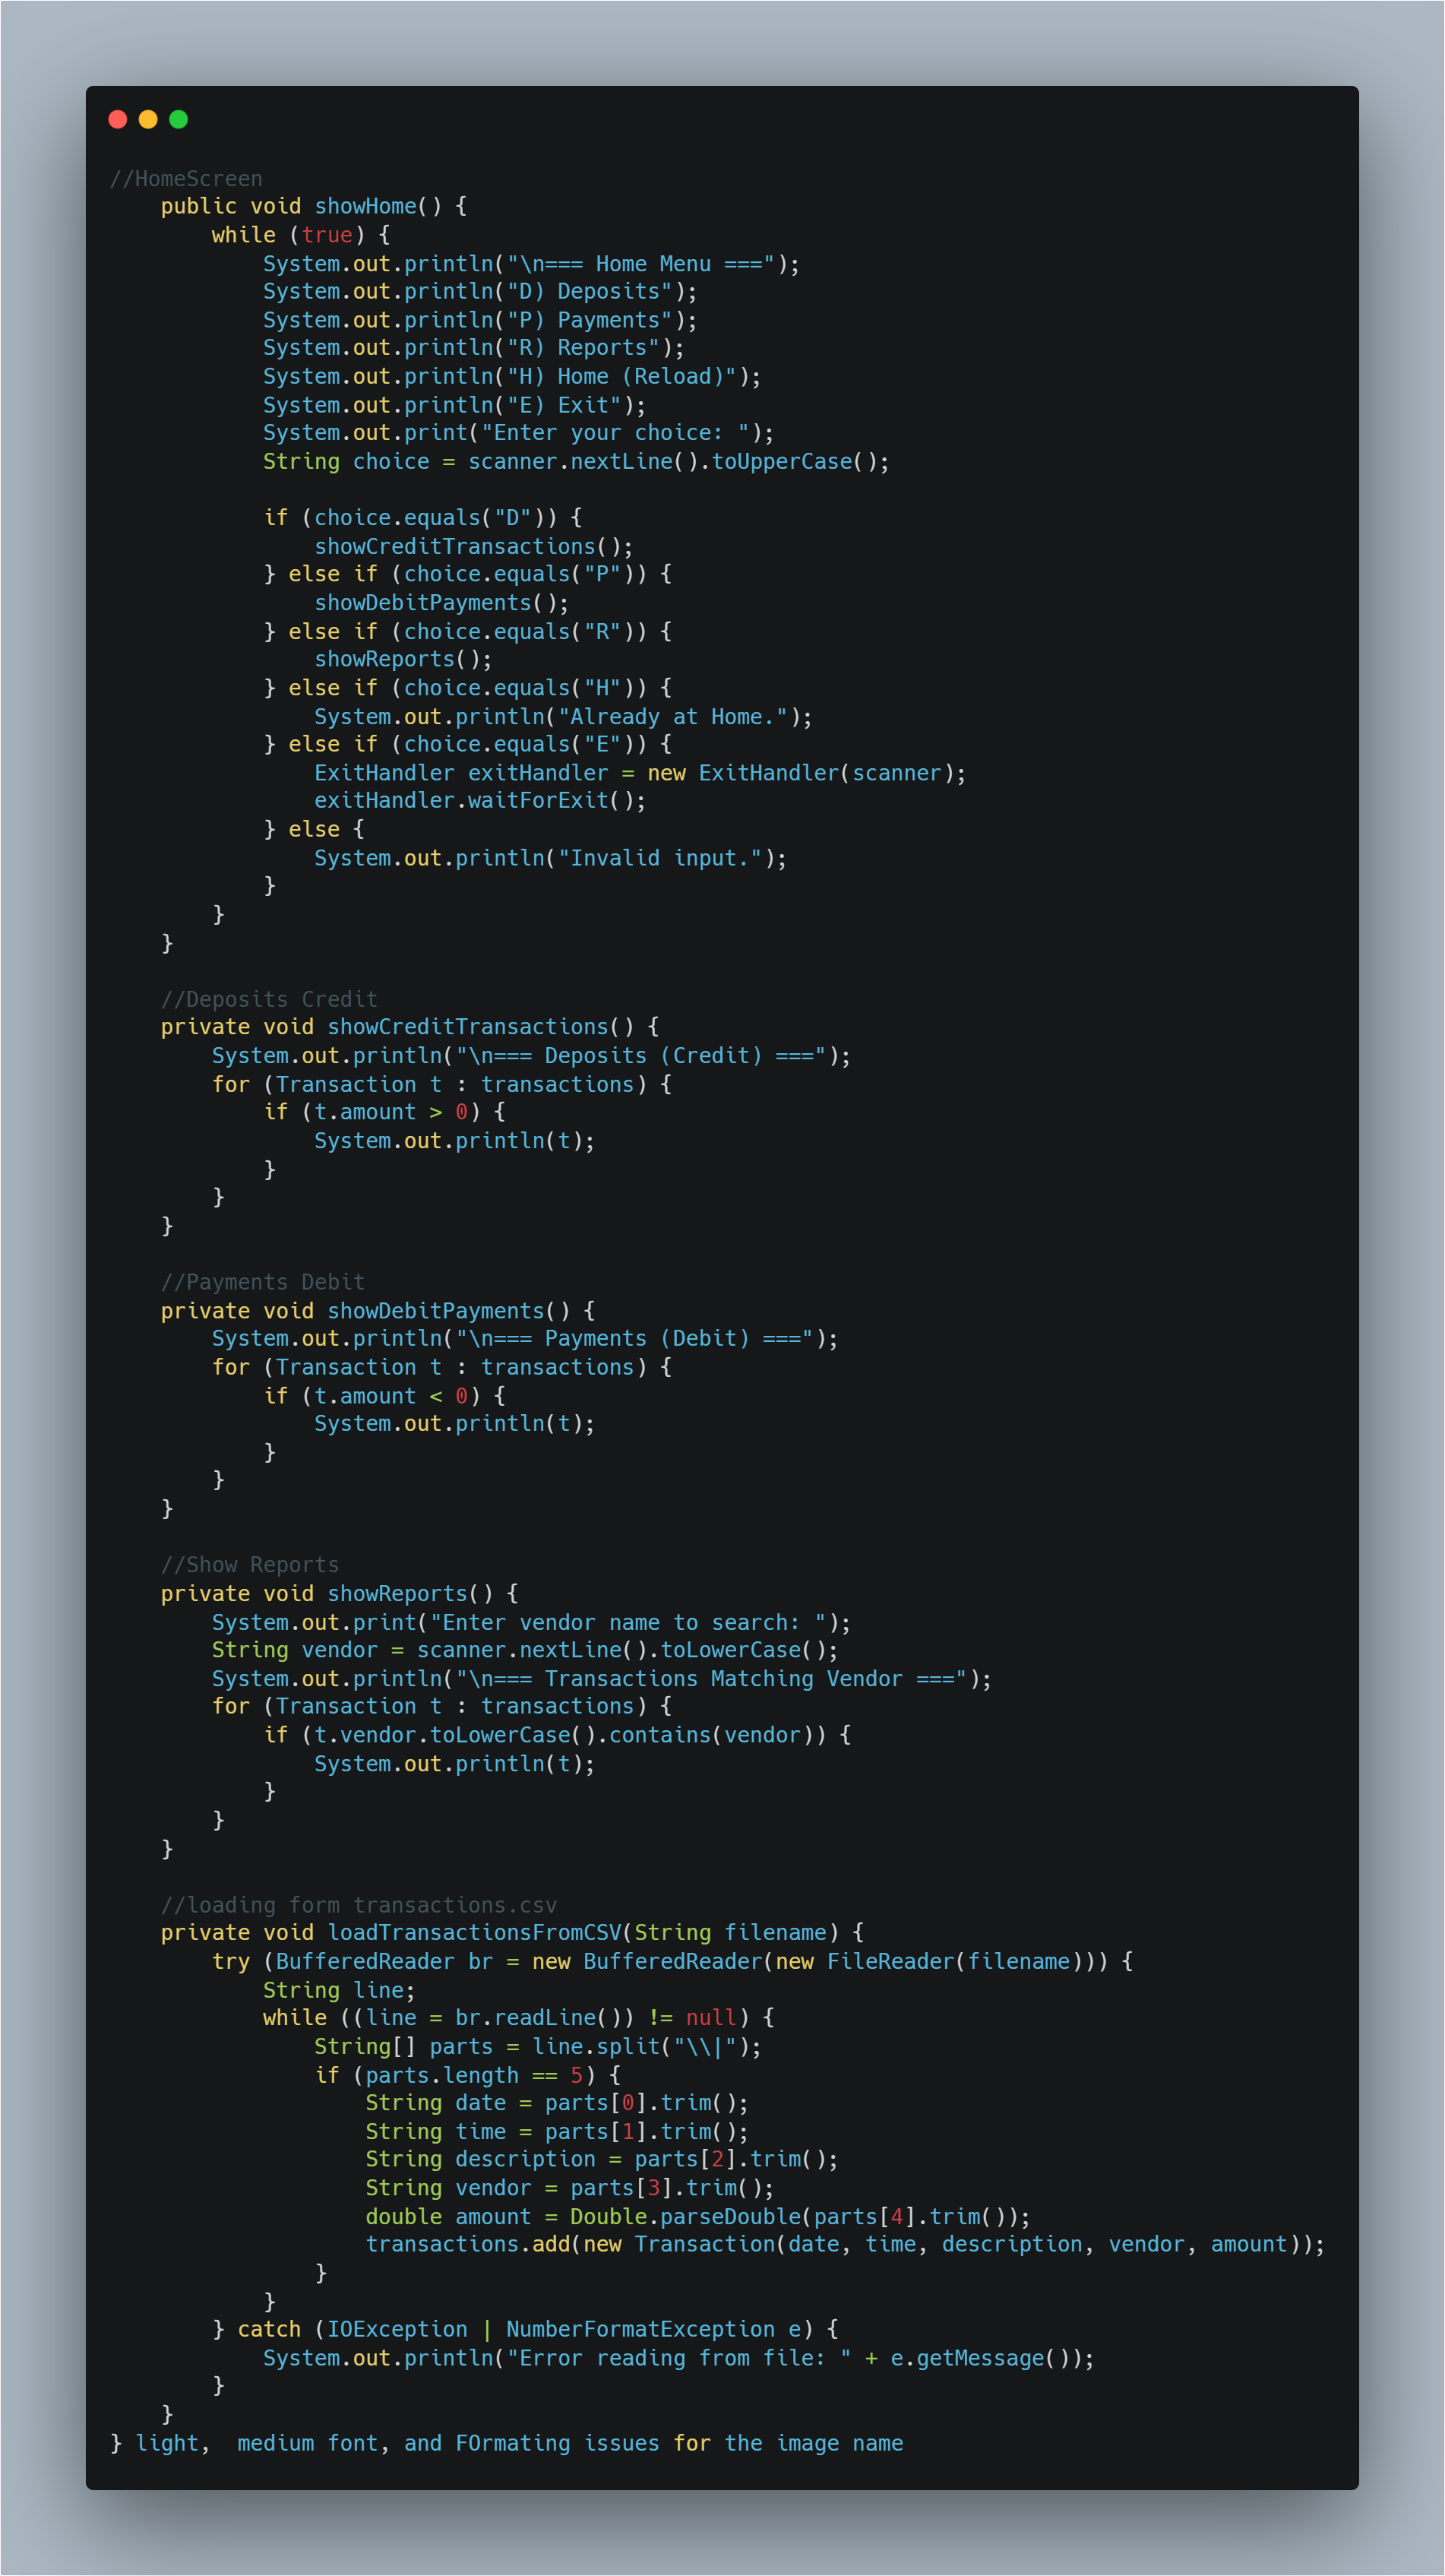 //HomeScreen
    public void showHome() {
        while (true) {
            System.out.println("\n=== Home Menu ===");
            System.out.println("D) Deposits");
            System.out.println("P) Payments");
            System.out.println("R) Reports");
            System.out.println("H) Home (Reload)");
            System.out.println("E) Exit");
            System.out.print("Enter your choice: ");
            String choice = scanner.nextLine().toUpperCase();

            if (choice.equals("D")) {
                showCreditTransactions();
            } else if (choice.equals("P")) {
                showDebitPayments();
            } else if (choice.equals("R")) {
                showReports();
            } else if (choice.equals("H")) {
                System.out.println("Already at Home.");
            } else if (choice.equals("E")) {
                ExitHandler exitHandler = new ExitHandler(scanner);
                exitHandler.waitForExit();
            } else {
                System.out.println("Invalid input.");
            }
        }
    }

    //Deposits Credit
    private void showCreditTransactions() {
        System.out.println("\n=== Deposits (Credit) ===");
        for (Transaction t : transactions) {
            if (t.amount > 0) {
                System.out.println(t);
            }
        }
    }

    //Payments Debit
    private void showDebitPayments() {
        System.out.println("\n=== Payments (Debit) ===");
        for (Transaction t : transactions) {
            if (t.amount < 0) {
                System.out.println(t);
            }
        }
    }

    //Show Reports
    private void showReports() {
        System.out.print("Enter vendor name to search: ");
        String vendor = scanner.nextLine().toLowerCase();
        System.out.println("\n=== Transactions Matching Vendor ===");
        for (Transaction t : transactions) {
            if (t.vendor.toLowerCase().contains(vendor)) {
                System.out.println(t);
            }
        }
    }

    //loading form transactions.csv
    private void loadTransactionsFromCSV(String filename) {
        try (BufferedReader br = new BufferedReader(new FileReader(filename))) {
            String line;
            while ((line = br.readLine()) != null) {
                String[] parts = line.split("\\|");
                if (parts.length == 5) {
                    String date = parts[0].trim();
                    String time = parts[1].trim();
                    String description = parts[2].trim();
                    String vendor = parts[3].trim();
                    double amount = Double.parseDouble(parts[4].trim());
                    transactions.add(new Transaction(date, time, description, vendor, amount));
                }
            }
        } catch (IOException | NumberFormatException e) {
            System.out.println("Error reading from file: " + e.getMessage());
        }
    }
} light,  medium font, and FOrmating issues for the image name